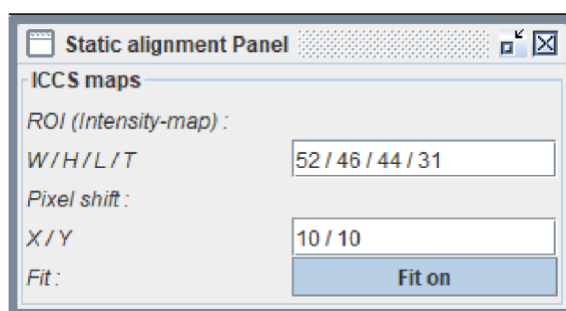 Static alignment Panel
ICCS maps
ROI (Intensity-map) :
W / H / L / T 52 / 46 / 44 / 31
Pixel shift :
X / Y 10 / 10
Fit : Fit on